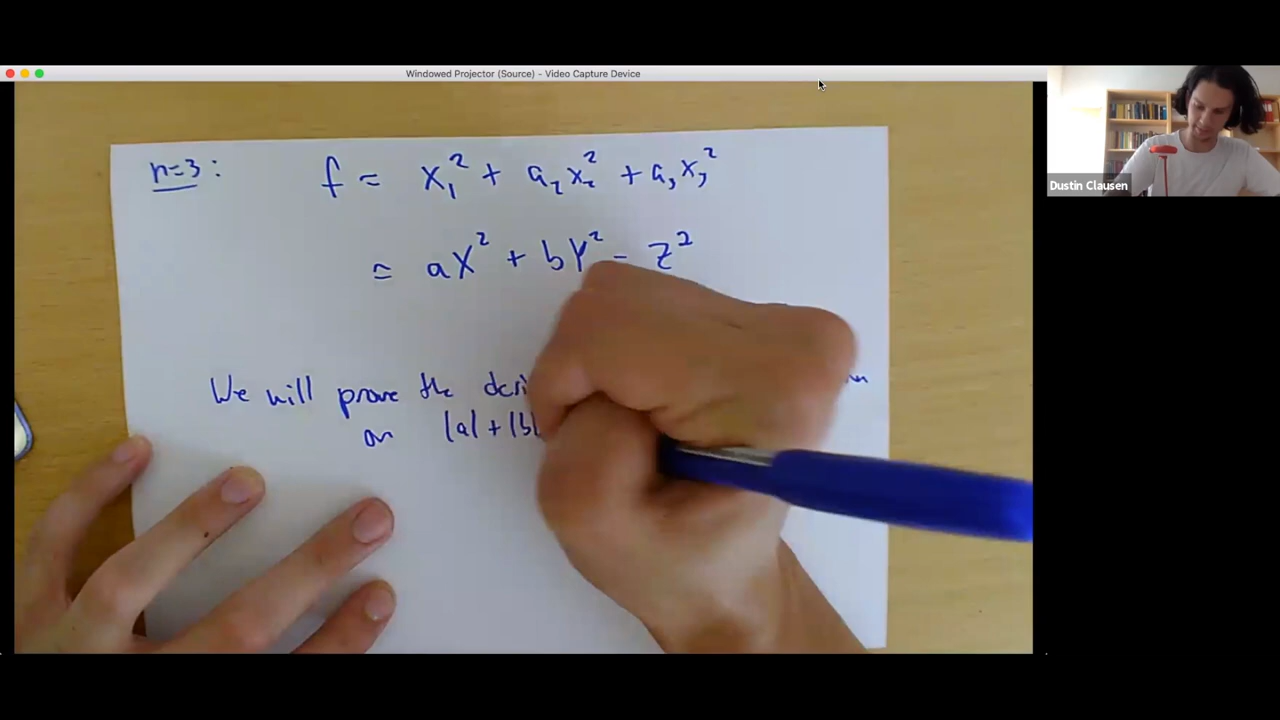 Windowed Projector (Source) - Video Capture Device
Dustin Clausen
n=3: f = x₁² + a₂x₂² + a₃x₃²
≃ aX² + bY² - Z²
We will prove the
on |a| + |b|